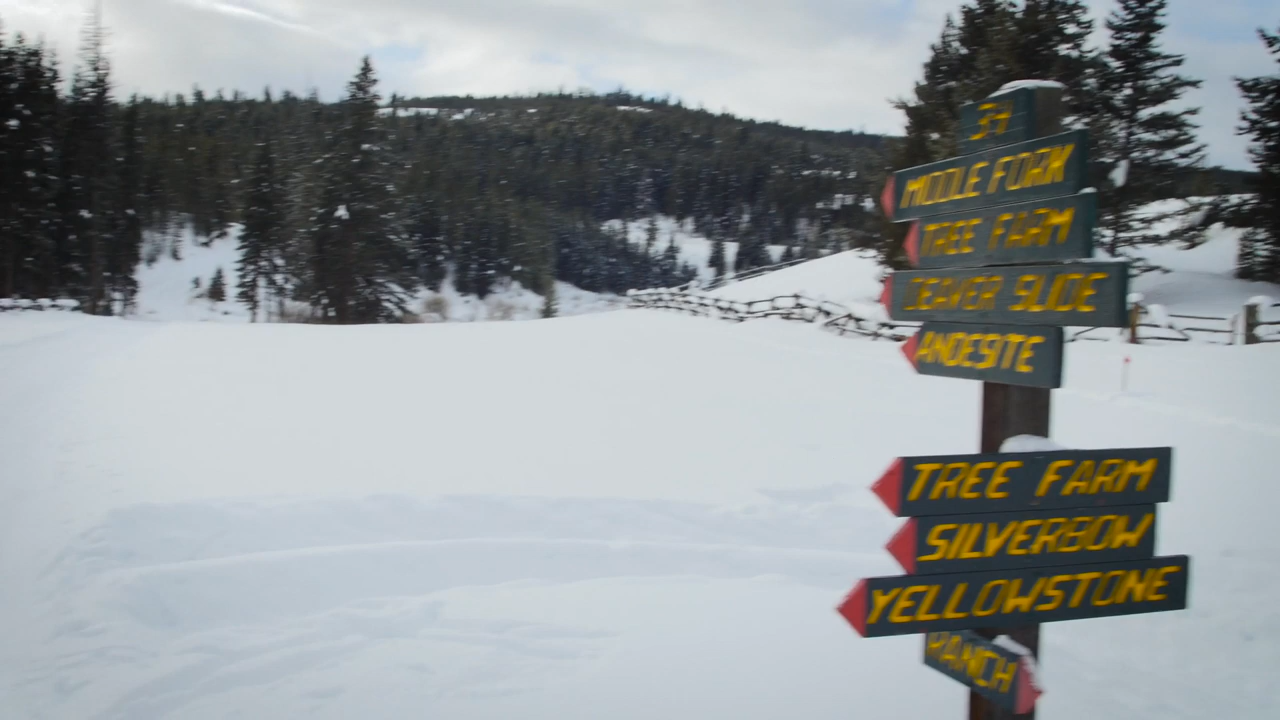 34
MIDDLE FORK
TREE FARM
BEAVER SLIDE
ANDESITE
TREE FARM
SILVERBOW
YELLOWSTONE
RANCH